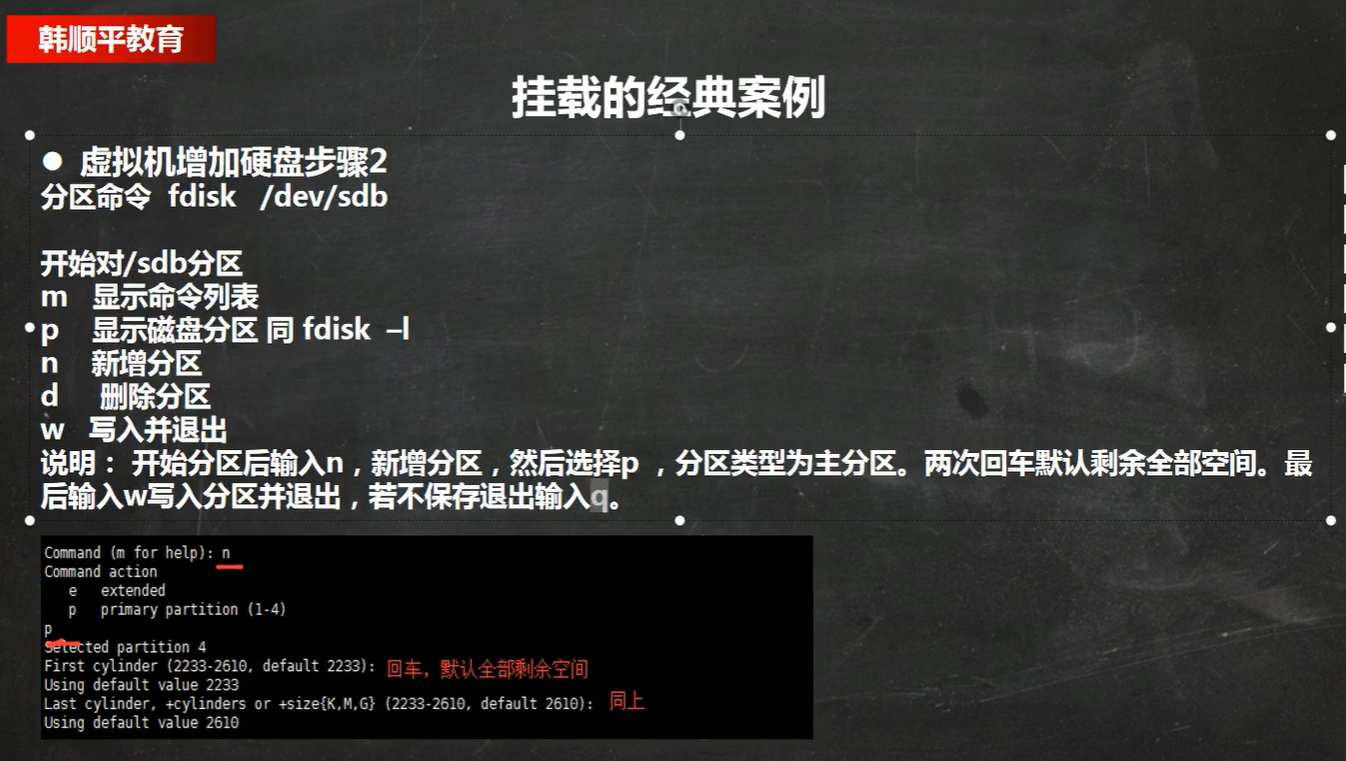 韩顺平教育
挂载的经典案例
● 虚拟机增加硬盘步骤2
分区命令 fdisk /dev/sdb
开始对/sdb分区
m 显示命令列表
p 显示磁盘分区 同 fdisk –l
n 新增分区
d 删除分区
w 写入并退出
说明： 开始分区后输入n，新增分区，然后选择p ，分区类型为主分区。两次回车默认剩余全部空间。最
后输入w写入分区并退出，若不保存退出输入q。
Command (m for help): n
Command action
e extended
p primary partition (1-4)
p
Selected partition 4
First cylinder (2233-2610, default 2233): 回车，默认全部剩余空间
Using default value 2233
Last cylinder, +cylinders or +size{K,M,G} (2233-2610, default 2610): 同上
Using default value 2610